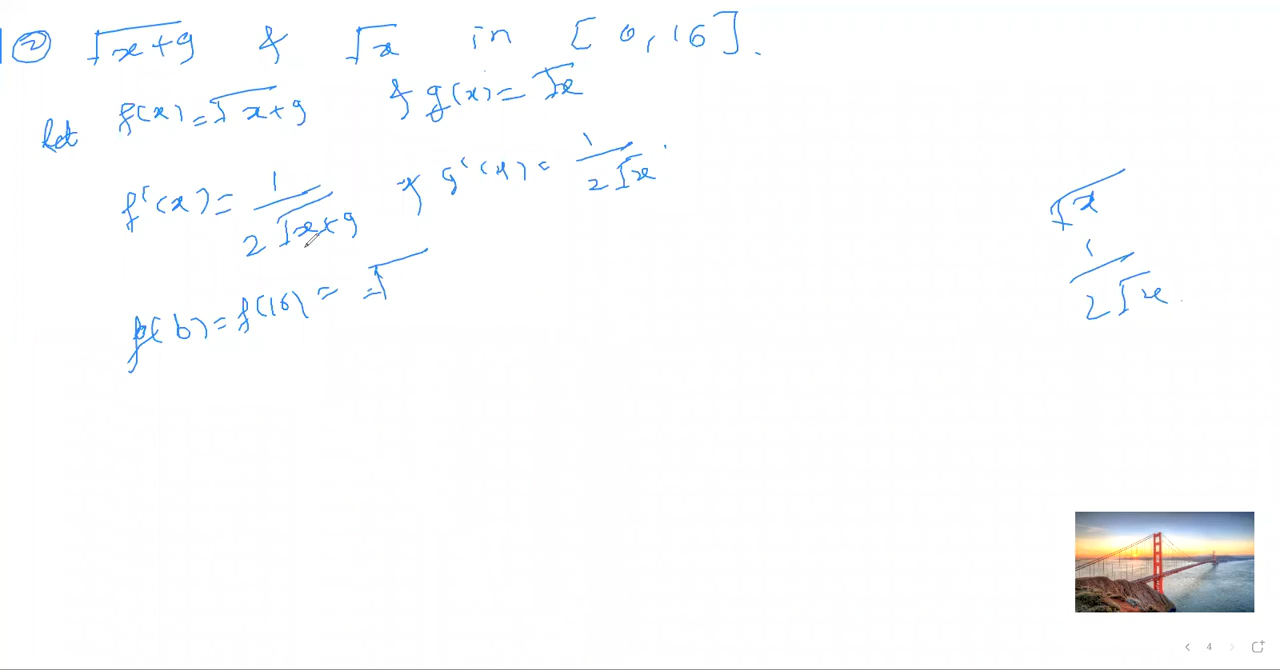 ② √x+9 & √x in [0, 16].
let f(x) = √x+9 & g(x) = √x
f'(x) = 1/2√x+9 & g'(x) = 1/2√x.
√x
1/2√x.
f(b) = f(16) = = √
4